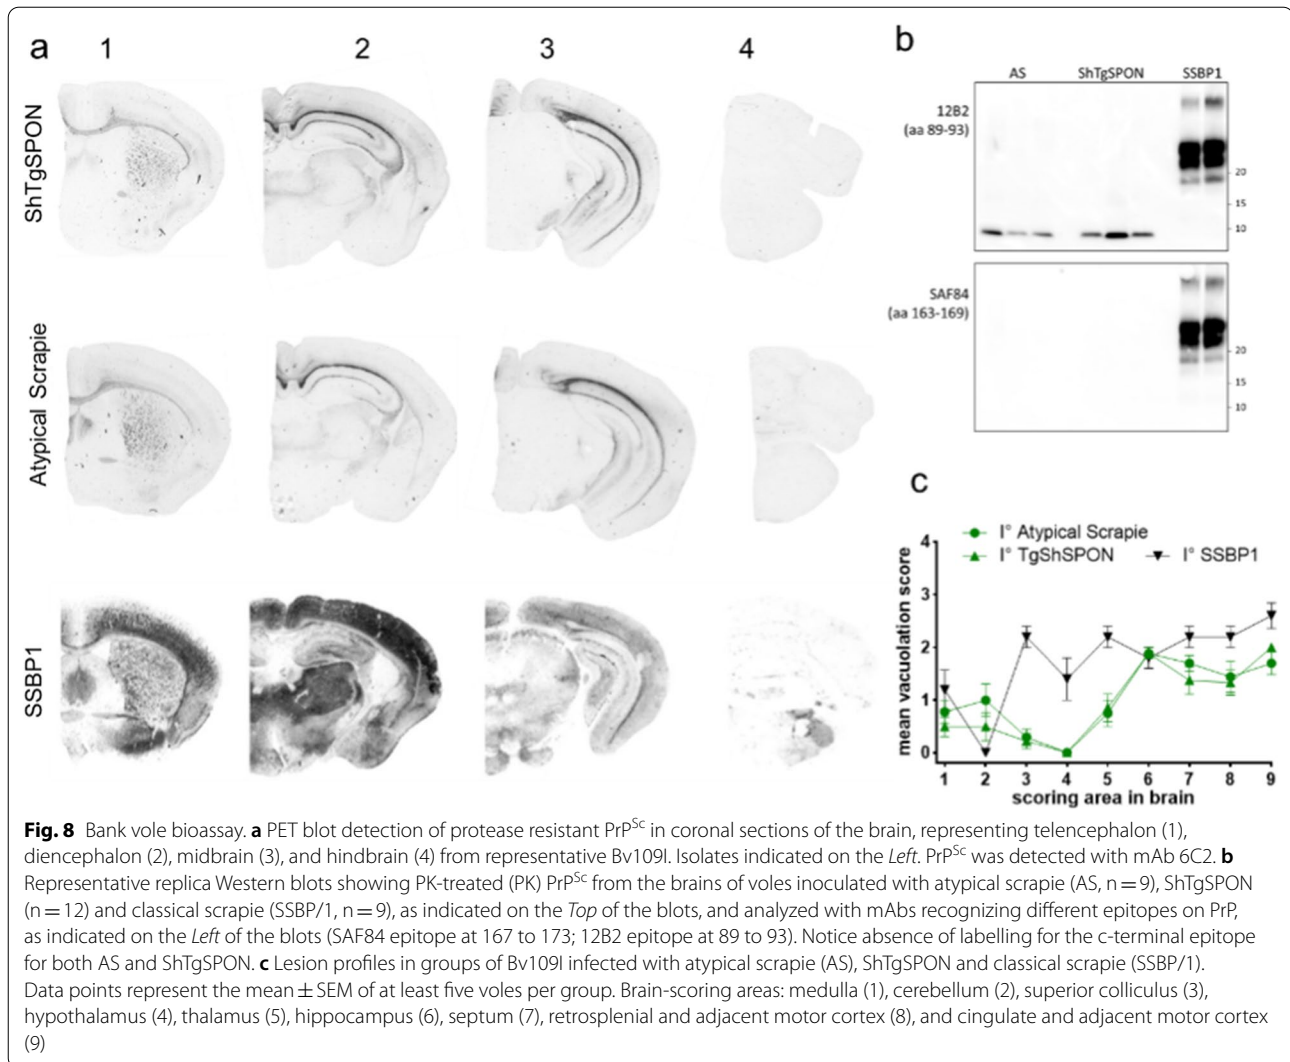 a
1 2 3 4
ShTgSPON
Atypical Scrapie
SSBP1
b
AS ShTgSPON SSBP1
12B2
(aa 89-93)
20
15
10
SAF84
(aa 163-169)
20
15
10
c
I° Atypical Scrapie
I° TgShSPON I° SSBP1
mean vacuolation score
4
3
2
1
0
1 2 3 4 5 6 7 8 9
scoring area in brain
Fig. 8 Bank vole bioassay. a PET blot detection of protease resistant PrPSc in coronal sections of the brain, representing telencephalon (1),
diencephalon (2), midbrain (3), and hindbrain (4) from representative Bv109I. Isolates indicated on the Left. PrPSc was detected with mAb 6C2. b
Representative replica Western blots showing PK-treated (PK) PrPSc from the brains of voles inoculated with atypical scrapie (AS, n = 9), ShTgSPON
(n = 12) and classical scrapie (SSBP/1, n = 9), as indicated on the Top of the blots, and analyzed with mAbs recognizing different epitopes on PrP,
as indicated on the Left of the blots (SAF84 epitope at 167 to 173; 12B2 epitope at 89 to 93). Notice absence of labelling for the c-terminal epitope
for both AS and ShTgSPON. c Lesion profiles in groups of Bv109I infected with atypical scrapie (AS), ShTgSPON and classical scrapie (SSBP/1).
Data points represent the mean ± SEM of at least five voles per group. Brain-scoring areas: medulla (1), cerebellum (2), superior colliculus (3),
hypothalamus (4), thalamus (5), hippocampus (6), septum (7), retrosplenial and adjacent motor cortex (8), and cingulate and adjacent motor cortex
(9)